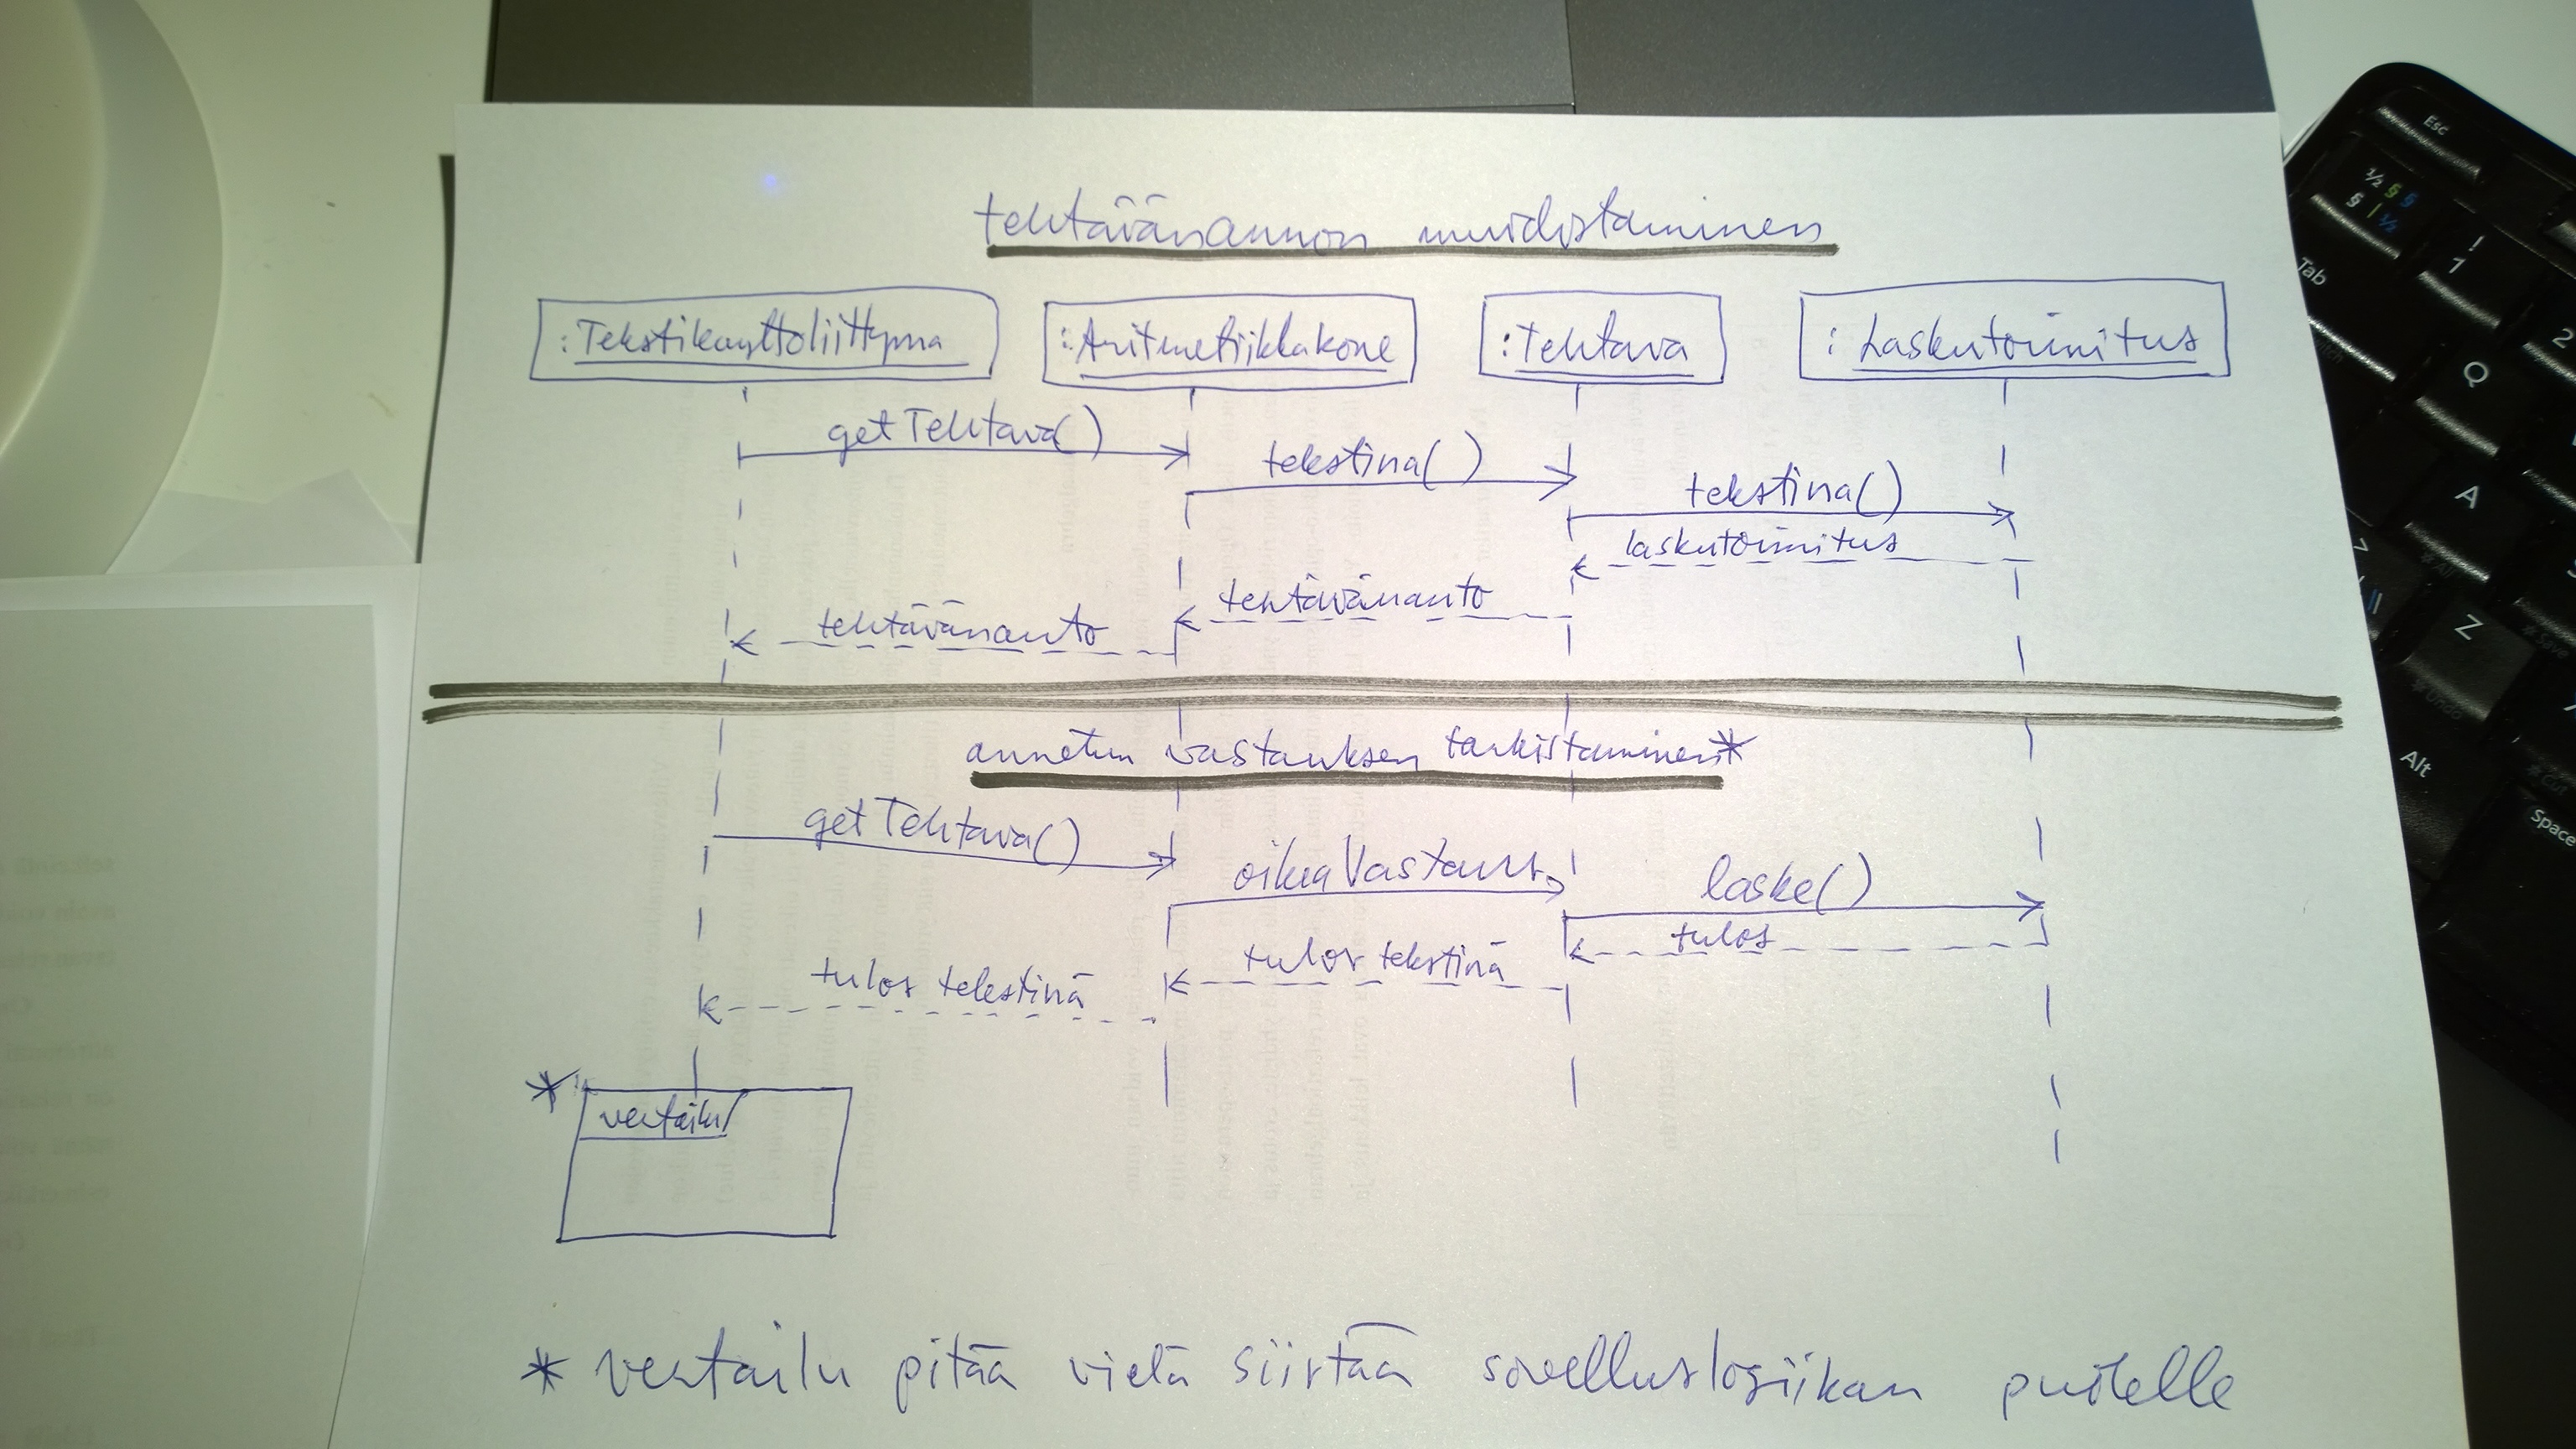 tehtävänannon muodostaminen
:Tekstikayttoliittyma :Aritmetiikkakone :Tehtava :Laskutoimitus
getTehtava()
tekstina()
tekstina()
laskutoimitus
tehtävänanto
tehtävänanto
annetun vastauksen tarkistaminen*
getTehtava()
oikeaVastaus
laske()
tulos
tulos tekstinä
tulos tekstinä
* vertailu
* vertailu pitää vielä siirtää sovelluslogiikan puolelle
Esc
½ § §
§ | ½
! 1
Tab
2
Q
A
Z
Alt
Space